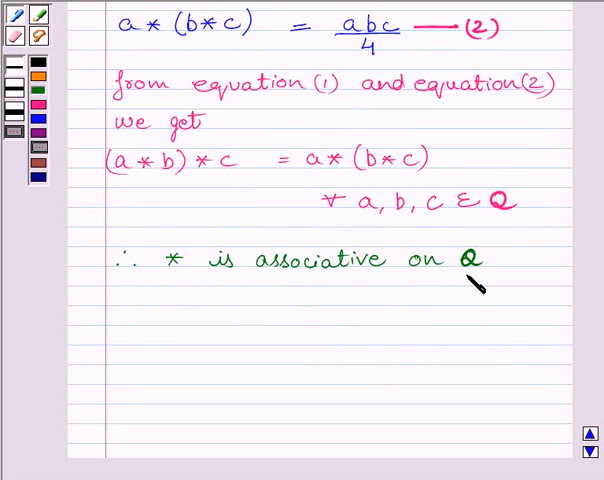 a * (b * c) = abc/4 —— (2)
from equation (1) and equation (2)
we get
(a * b) * c = a * (b * c)
∀ a, b, c ε Q
∴ * is associative on Q